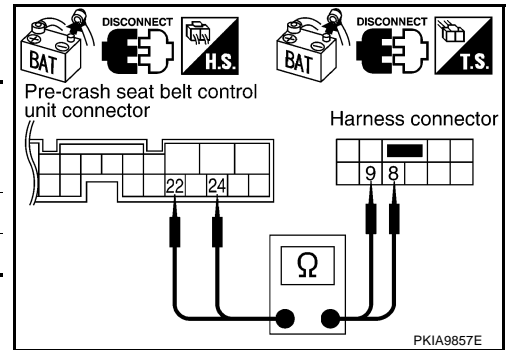 DISCONNECT
BAT
H.S.
DISCONNECT
BAT
T.S.
Pre-crash seat belt control
unit connector
Harness connector
22 24
9 8
Ω
PKIA9857E